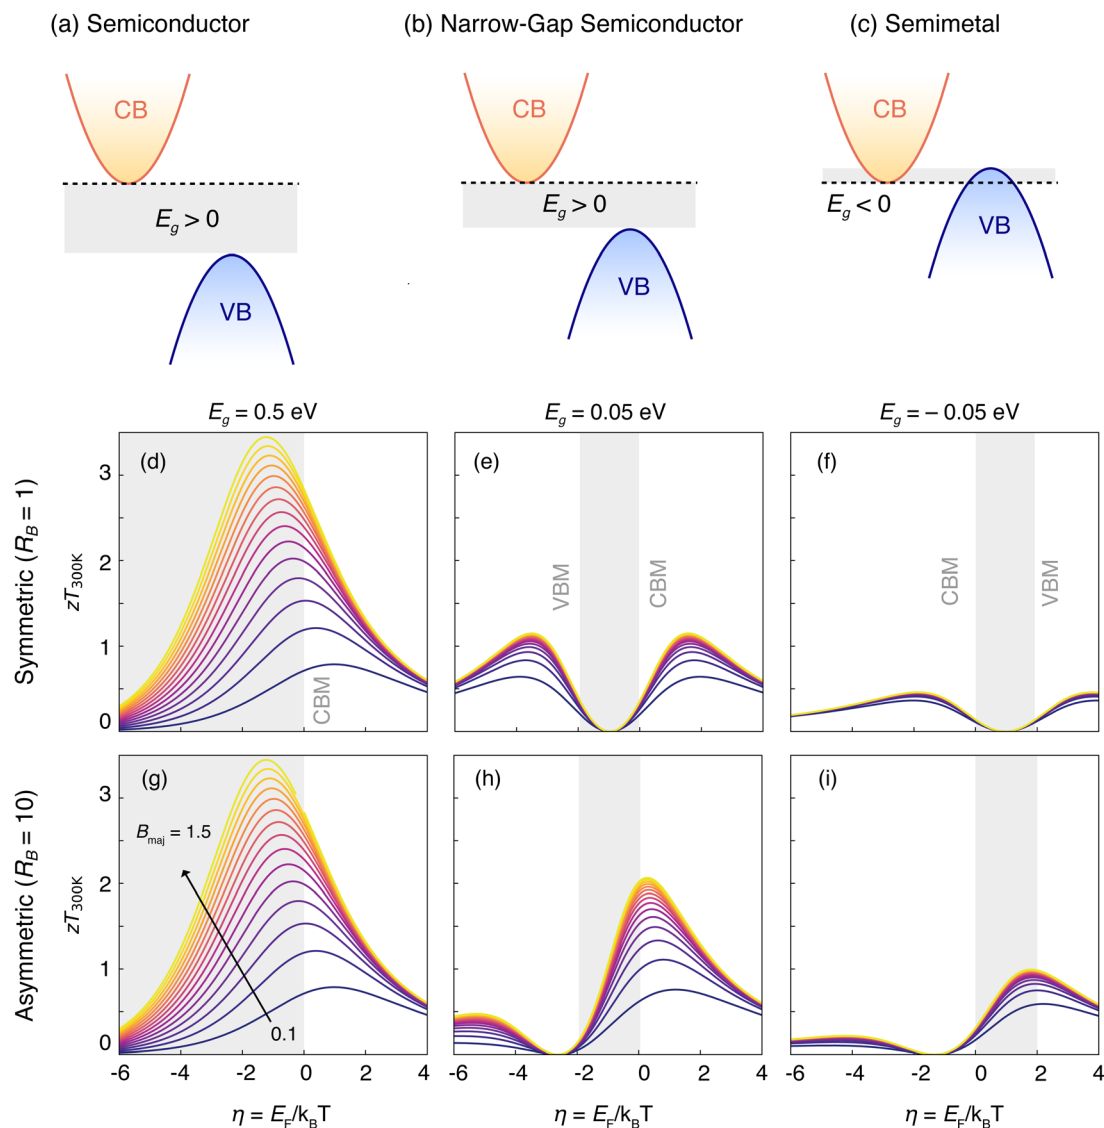 (a) Semiconductor
(b) Narrow-Gap Semiconductor
(c) Semimetal
CB
E_g > 0
VB
CB
E_g > 0
VB
CB
E_g < 0
VB
E_g = 0.5 eV
E_g = 0.05 eV
E_g = – 0.05 eV
Symmetric (R_B = 1)
zT_300K
3
2
1
0
(d)
CBM
(e)
VBM
CBM
(f)
CBM
VBM
Asymmetric (R_B = 10)
zT_300K
3
2
1
0
(g)
B_maj = 1.5
0.1
(h)
(i)
-6 -4 -2 0 2 4
-6 -4 -2 0 2 4
-6 -4 -2 0 2 4
η = E_F/k_BT
η = E_F/k_BT
η = E_F/k_BT